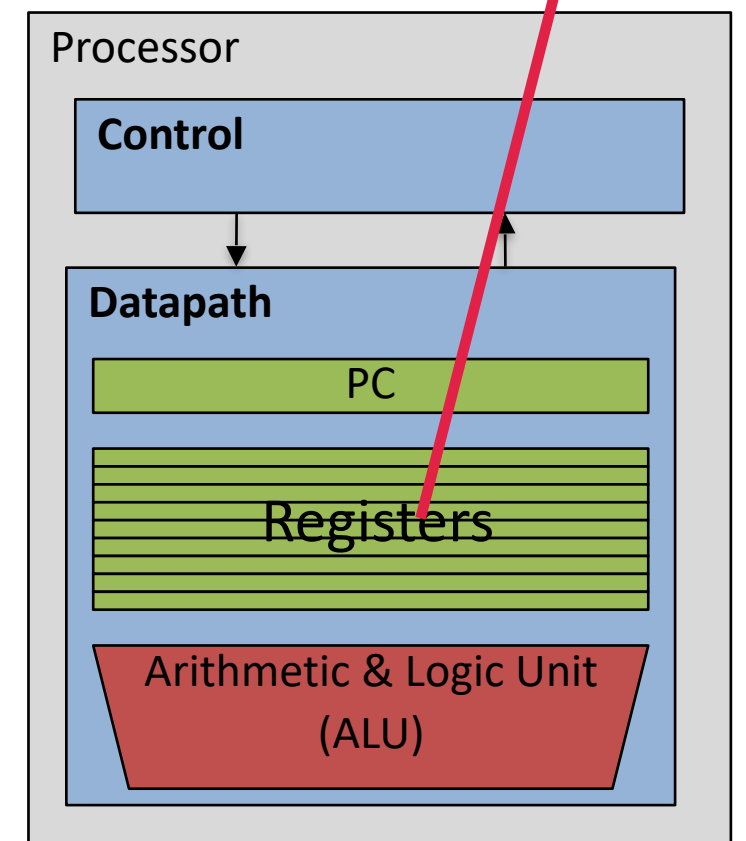 Processor
Control
Datapath
PC
Registers
Arithmetic & Logic Unit
(ALU)